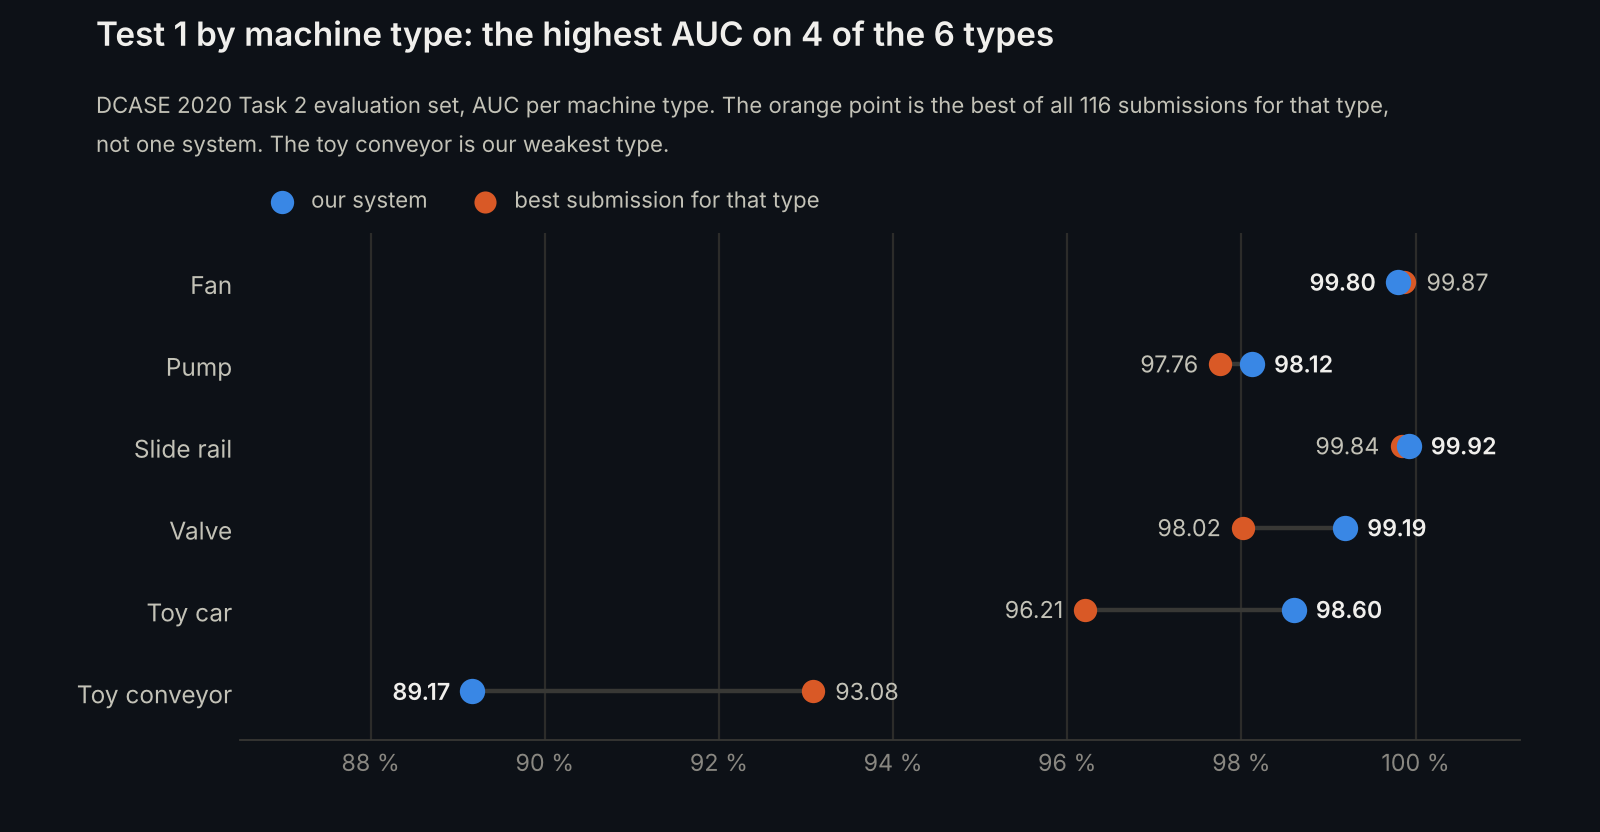 Test 1 by machine type: the highest AUC on 4 of the 6 types
DCASE 2020 Task 2 evaluation set, AUC per machine type. The orange point is the best of all 116 submissions for that type,
not one system. The toy conveyor is our weakest type.
our system best submission for that type
Fan 99.80 99.87
Pump 97.76 98.12
Slide rail 99.84 99.92
Valve 98.02 99.19
Toy car 96.21 98.60
Toy conveyor 89.17 93.08
88 % 90 % 92 % 94 % 96 % 98 % 100 %